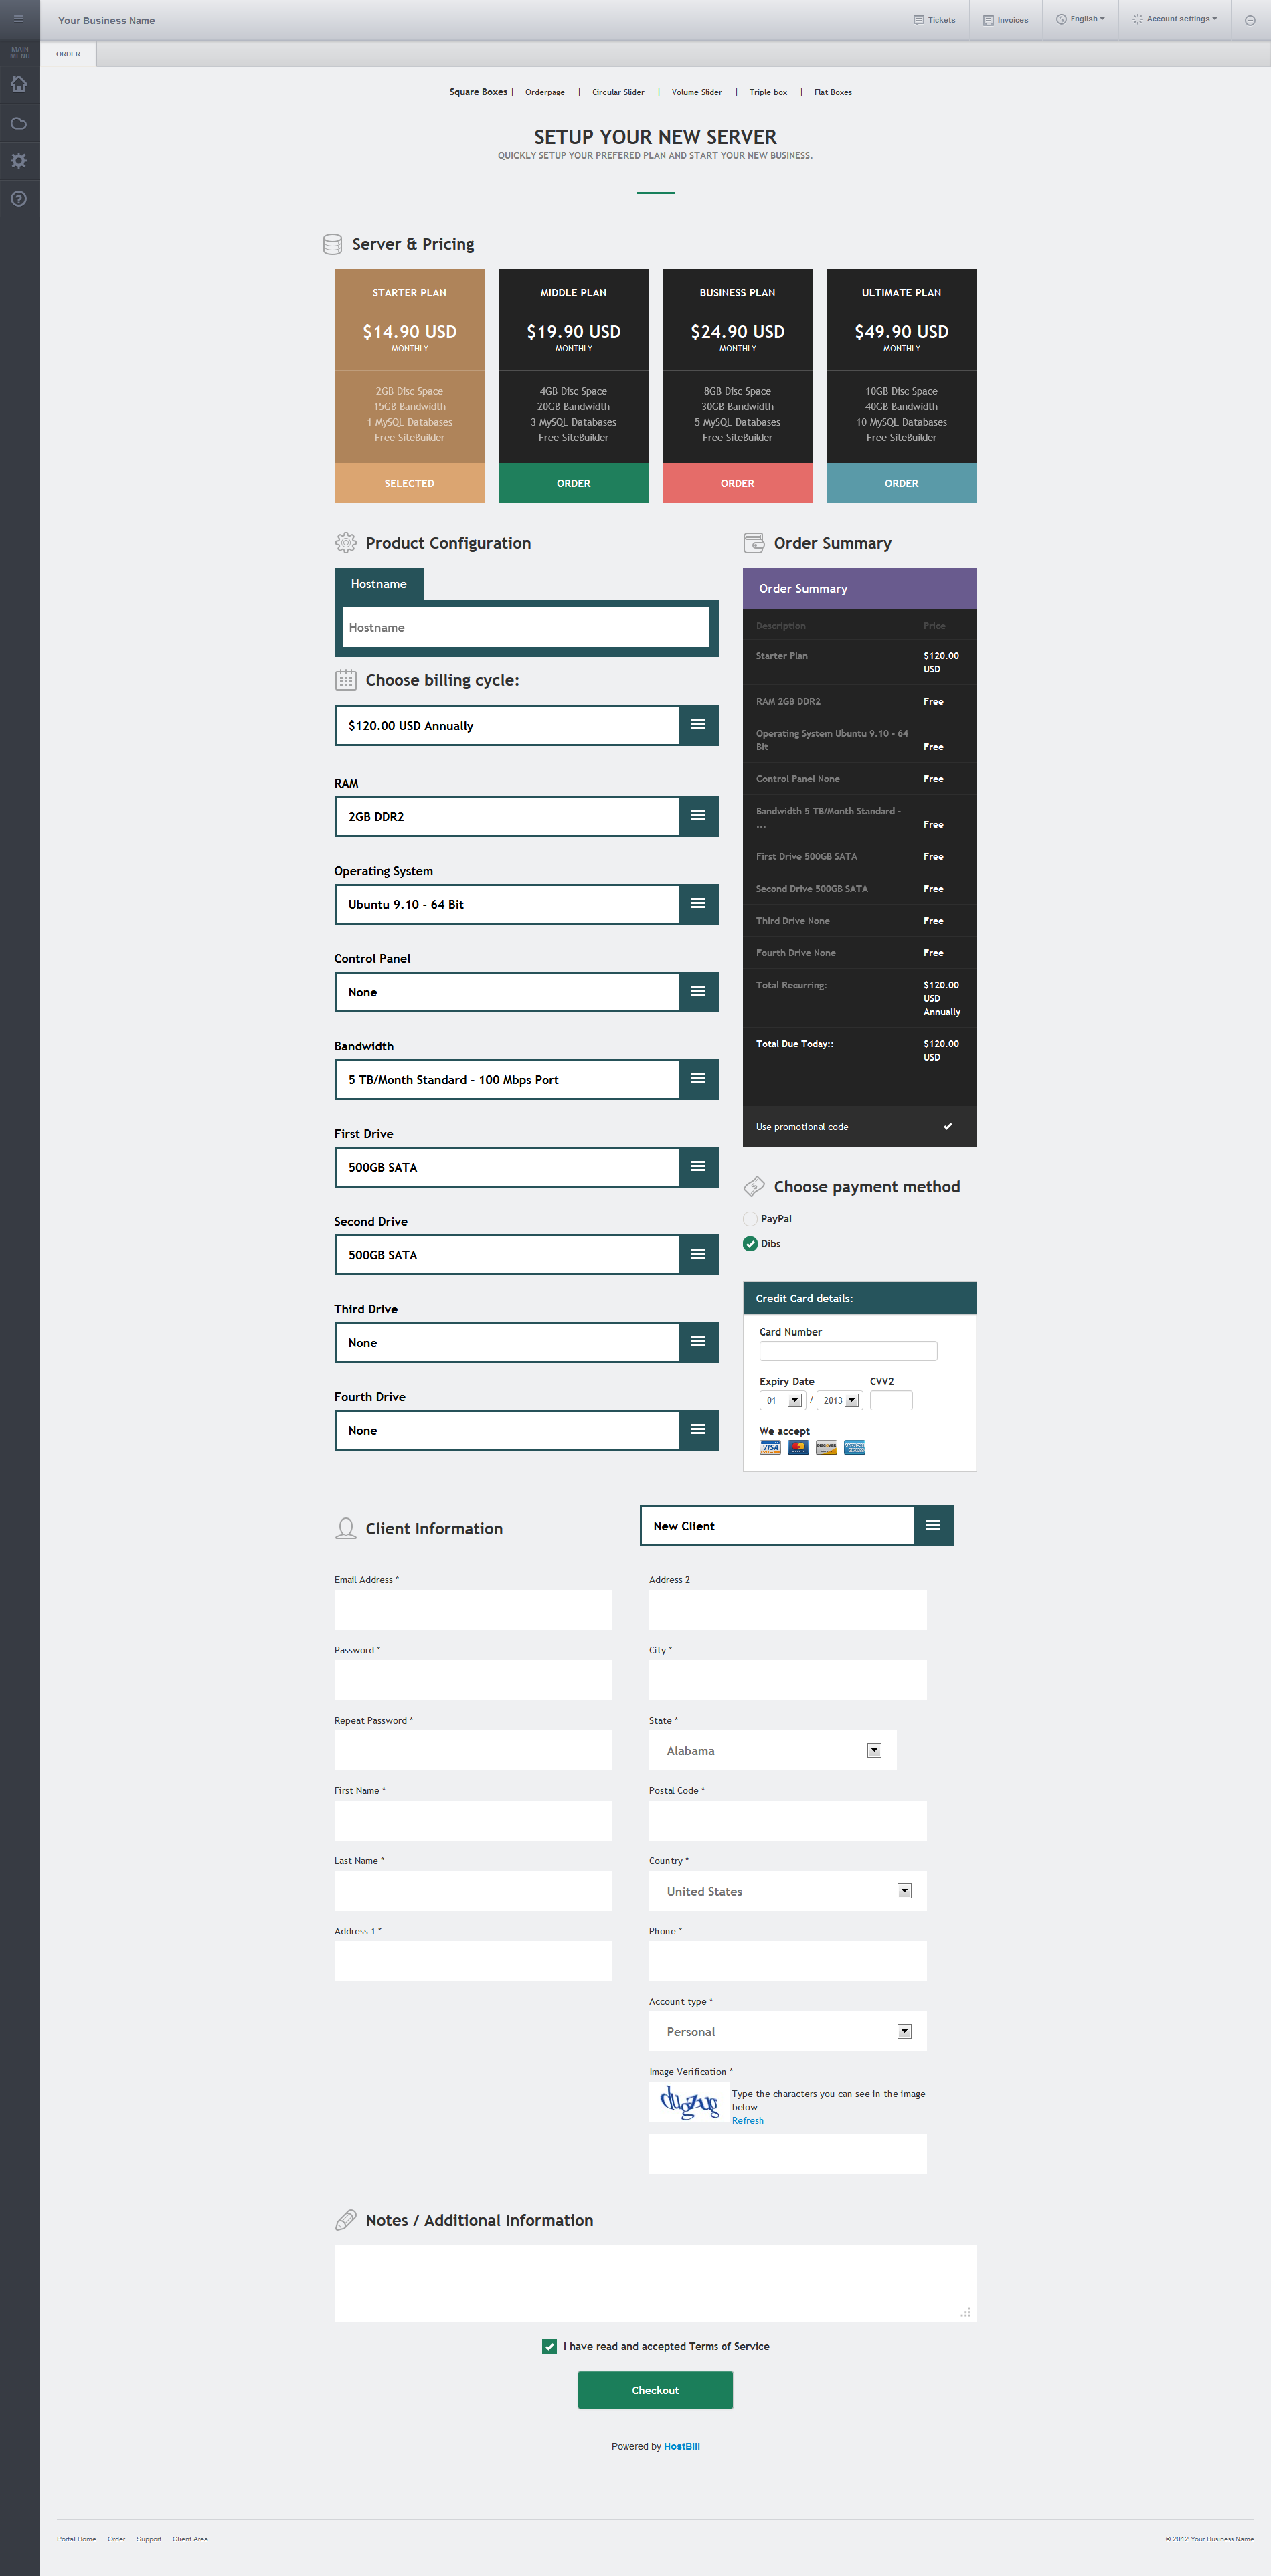 Your Business Name
Tickets
Invoices
English
Account settings
MAIN
MENU
ORDER
Square Boxes | Orderpage | Circular Slider | Volume Slider | Triple box | Flat Boxes
SETUP YOUR NEW SERVER
QUICKLY SETUP YOUR PREFERED PLAN AND START YOUR NEW BUSINESS.
Server & Pricing
STARTER PLAN
$14.90 USD
MONTHLY
2GB Disc Space
15GB Bandwidth
1 MySQL Databases
Free SiteBuilder
SELECTED
MIDDLE PLAN
$19.90 USD
MONTHLY
4GB Disc Space
20GB Bandwidth
3 MySQL Databases
Free SiteBuilder
ORDER
BUSINESS PLAN
$24.90 USD
MONTHLY
8GB Disc Space
30GB Bandwidth
5 MySQL Databases
Free SiteBuilder
ORDER
ULTIMATE PLAN
$49.90 USD
MONTHLY
10GB Disc Space
40GB Bandwidth
10 MySQL Databases
Free SiteBuilder
ORDER
Product Configuration
Hostname
Hostname
Choose billing cycle:
$120.00 USD Annually
RAM
2GB DDR2
Operating System
Ubuntu 9.10 - 64 Bit
Control Panel
None
Bandwidth
5 TB/Month Standard - 100 Mbps Port
First Drive
500GB SATA
Second Drive
500GB SATA
Third Drive
None
Fourth Drive
None
Order Summary
Order Summary
Description Price
Starter Plan $120.00
USD
RAM 2GB DDR2 Free
Operating System Ubuntu 9.10 - 64
Bit Free
Control Panel None Free
Bandwidth 5 TB/Month Standard -
... Free
First Drive 500GB SATA Free
Second Drive 500GB SATA Free
Third Drive None Free
Fourth Drive None Free
Total Recurring: $120.00
USD
Annually
Total Due Today:: $120.00
USD
Use promotional code
Choose payment method
PayPal
Dibs
Credit Card details:
Card Number
Expiry Date CVV2
01 / 2013
We accept
VISA
DISCOVER
Client Information
New Client
Email Address *
Password *
Repeat Password *
First Name *
Last Name *
Address 1 *
Address 2
City *
State *
Alabama
Postal Code *
Country *
United States
Phone *
Account type *
Personal
Image Verification *
Type the characters you can see in the image
below
Refresh
Notes / Additional Information
I have read and accepted Terms of Service
Checkout
Powered by HostBill
Portal Home Order Support Client Area
© 2012 Your Business Name